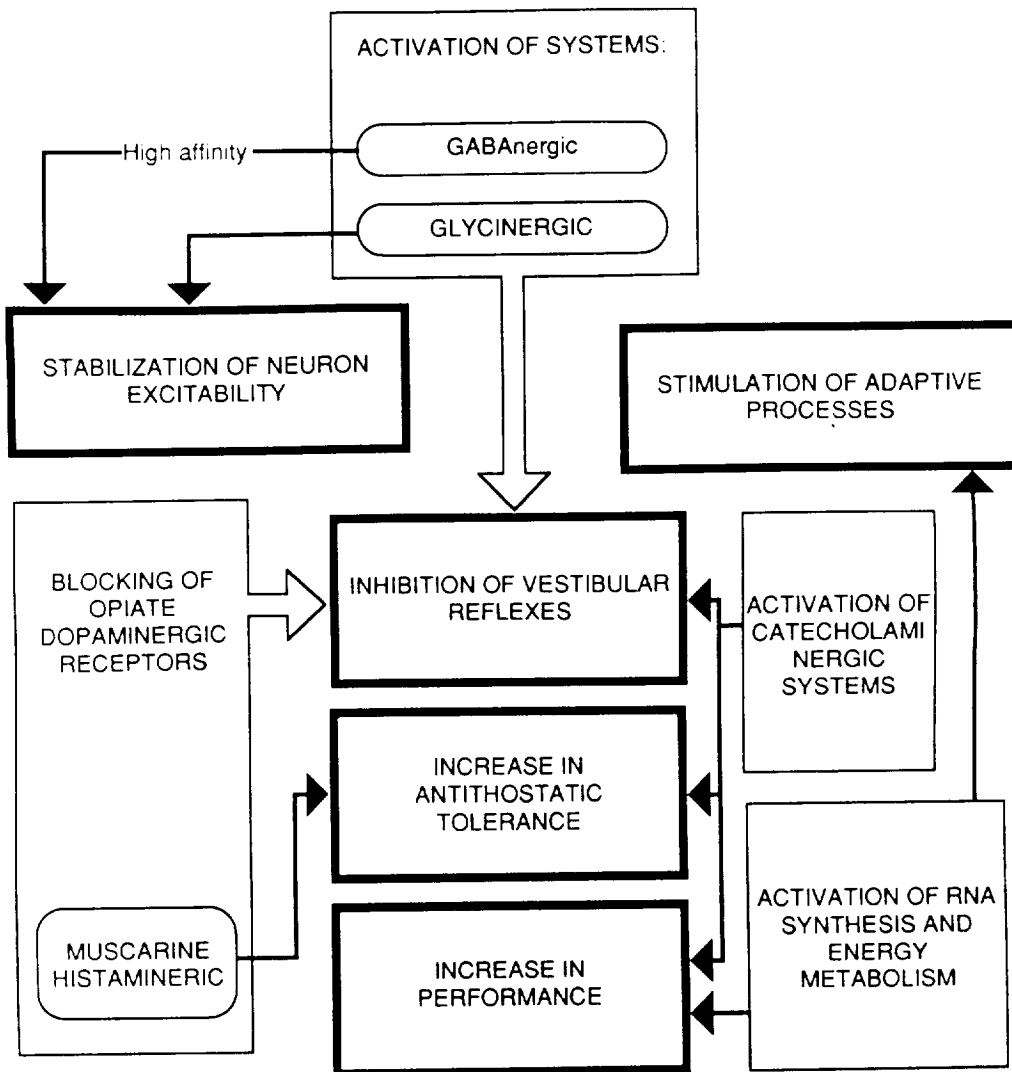 ACTIVATION OF SYSTEMS:
High affinity
GABAnergic
GLYCINERGIC
STABILIZATION OF NEURON
EXCITABILITY
STIMULATION OF ADAPTIVE
PROCESSES
BLOCKING OF
OPIATE
DOPAMINERGIC
RECEPTORS
INHIBITION OF VESTIBULAR
REFLEXES
ACTIVATION OF
CATECHOLAMI
NERGIC
SYSTEMS
INCREASE IN
ANTITHOSTATIC
TOLERANCE
MUSCARINE
HISTAMINERIC
INCREASE IN
PERFORMANCE
ACTIVATION OF RNA
SYNTHESIS AND
ENERGY
METABOLISM